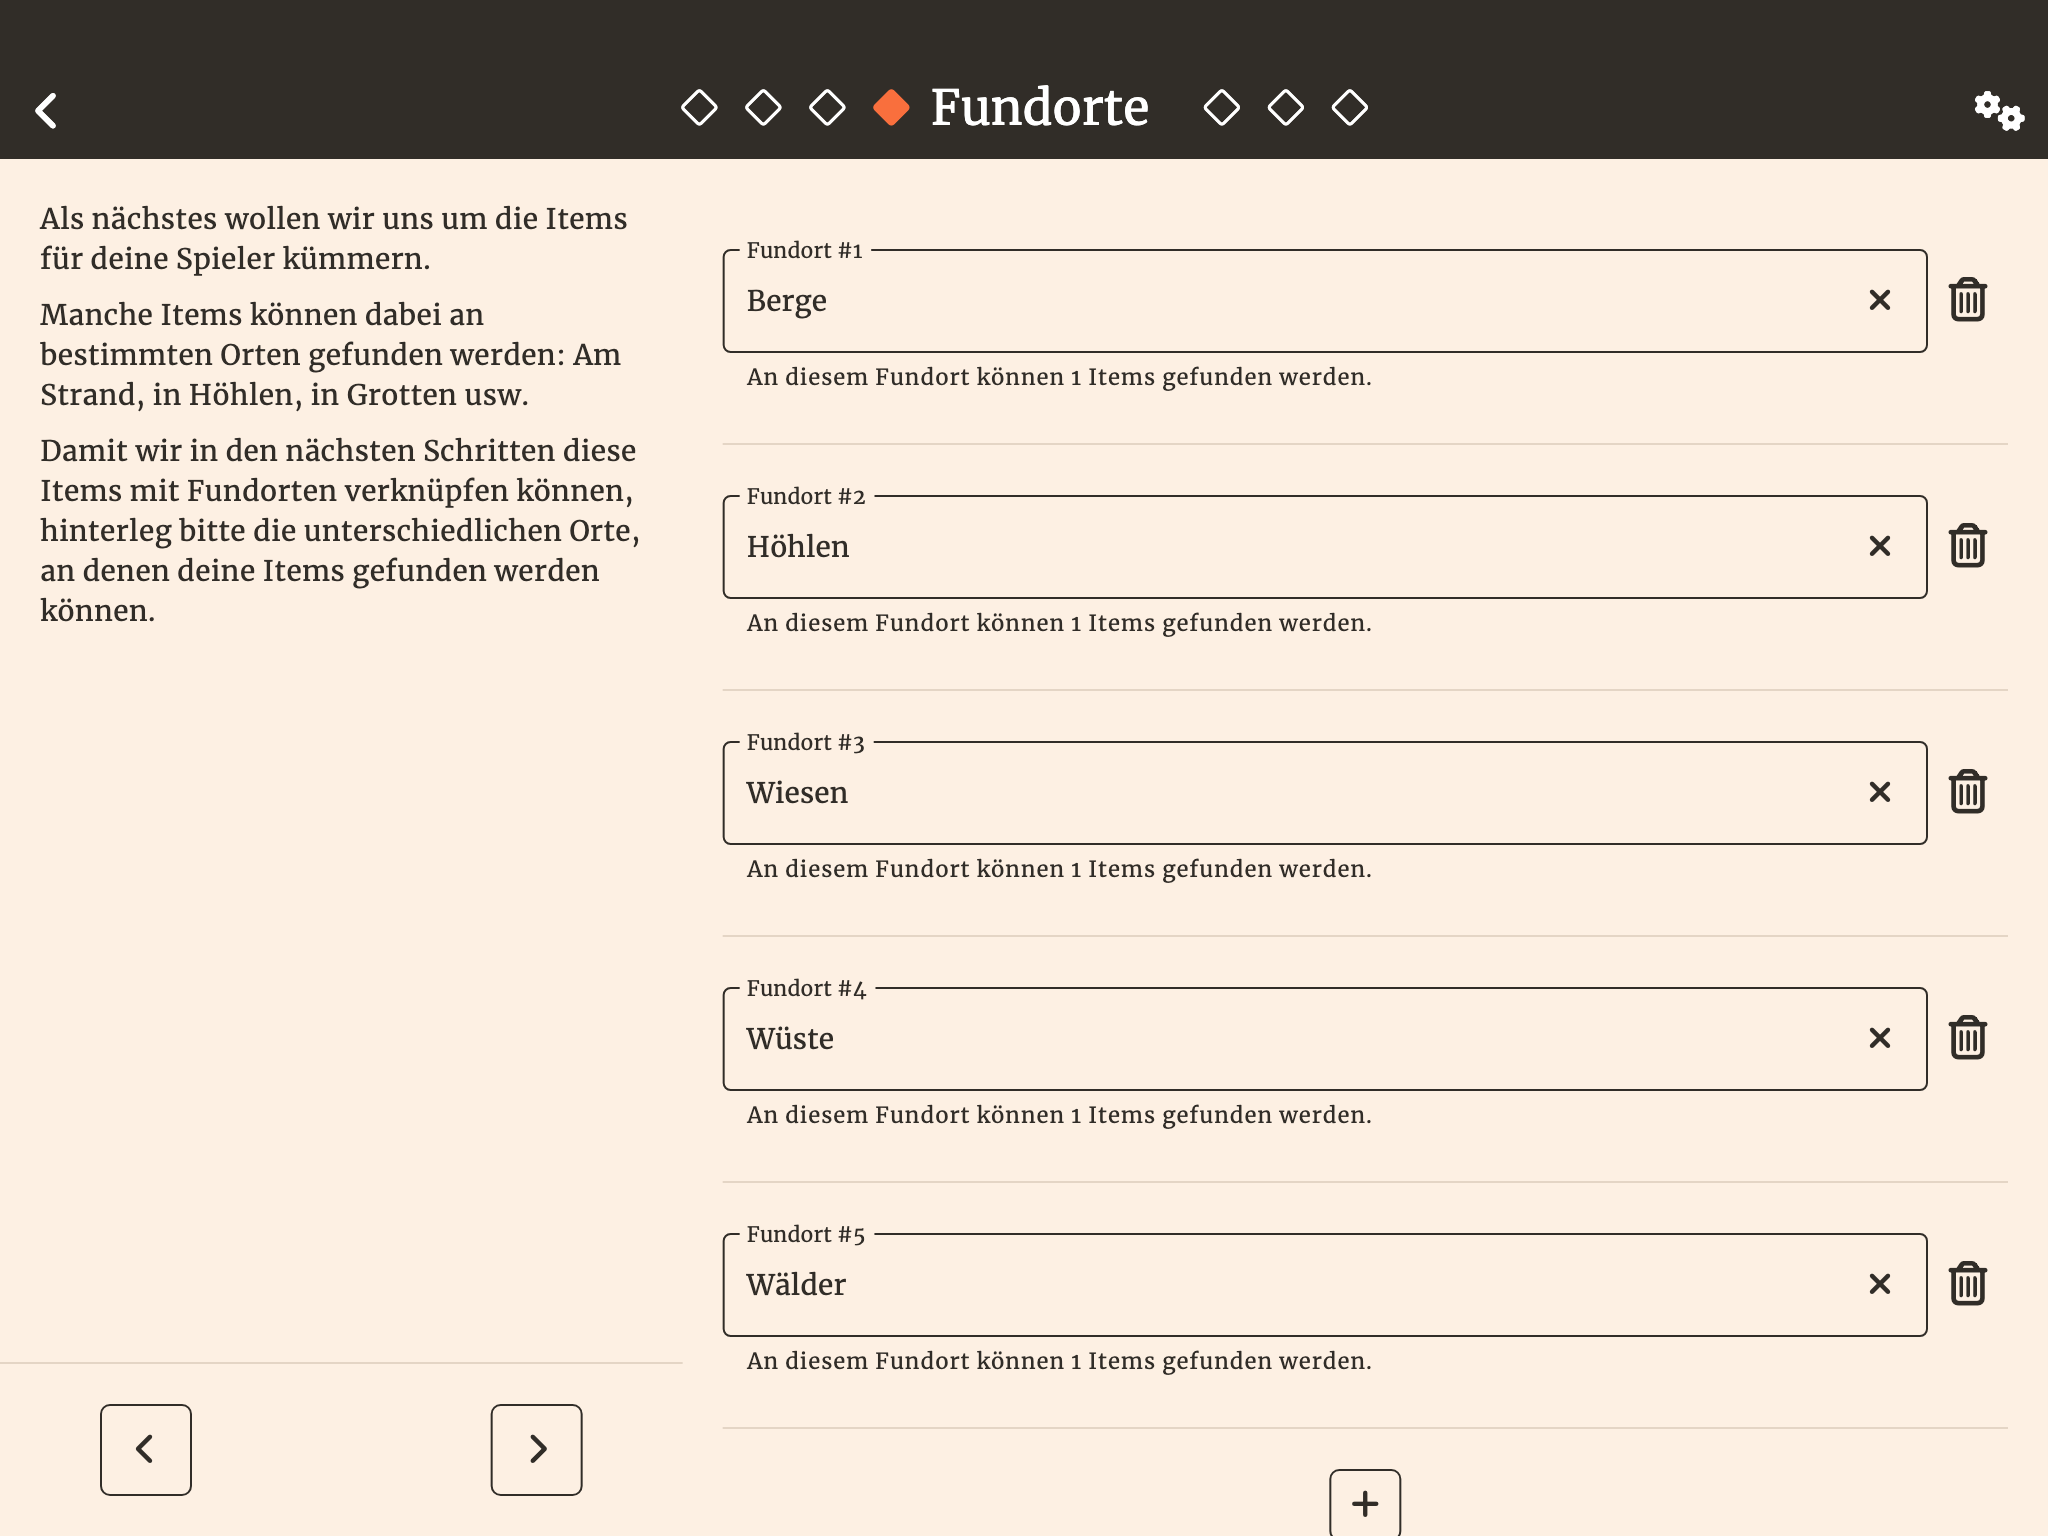 Fundorte
Als nächstes wollen wir uns um die Items
für deine Spieler kümmern.
Manche Items können dabei an
bestimmten Orten gefunden werden: Am
Strand, in Höhlen, in Grotten usw.
Damit wir in den nächsten Schritten diese
Items mit Fundorten verknüpfen können,
hinterleg bitte die unterschiedlichen Orte,
an denen deine Items gefunden werden
können.
Fundort #1
Berge
An diesem Fundort können 1 Items gefunden werden.
Fundort #2
Höhlen
An diesem Fundort können 1 Items gefunden werden.
Fundort #3
Wiesen
An diesem Fundort können 1 Items gefunden werden.
Fundort #4
Wüste
An diesem Fundort können 1 Items gefunden werden.
Fundort #5
Wälder
An diesem Fundort können 1 Items gefunden werden.